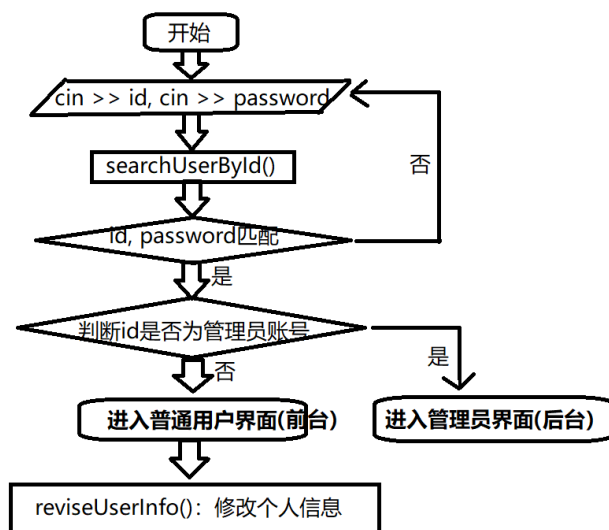 开始
cin >> id, cin >> password
searchUserById()
否
id, password匹配
是
判断id是否为管理员账号
是
否
进入普通用户界面(前台)
进入管理员界面(后台)
reviseUserInfo()：修改个人信息